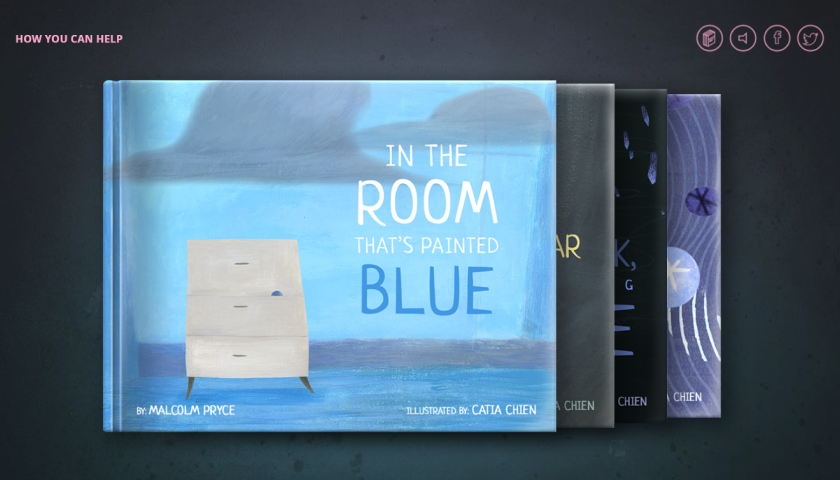 HOW YOU CAN HELP
IN THE
ROOM
THAT'S PAINTED
BLUE
BY: MALCOLM PRYCE
ILLUSTRATED BY: CATIA CHIEN
AR
A CHIEN
K,
G
CHIEN
CHIEN